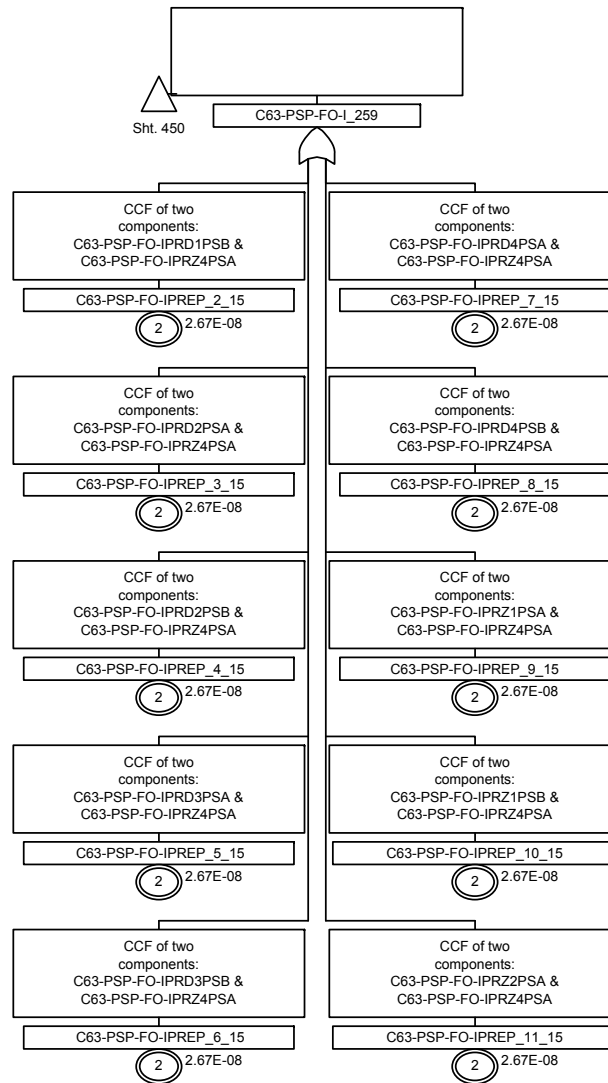 Sht. 450
C63-PSP-FO-I_259
CCF of two
components:
C63-PSP-FO-IPRD1PSB &
C63-PSP-FO-IPRZ4PSA
C63-PSP-FO-IPREP_2_15
2
2.67E-08
CCF of two
components:
C63-PSP-FO-IPRD4PSA &
C63-PSP-FO-IPRZ4PSA
C63-PSP-FO-IPREP_7_15
2
2.67E-08
CCF of two
components:
C63-PSP-FO-IPRD2PSA &
C63-PSP-FO-IPRZ4PSA
C63-PSP-FO-IPREP_3_15
2
2.67E-08
CCF of two
components:
C63-PSP-FO-IPRD4PSB &
C63-PSP-FO-IPRZ4PSA
C63-PSP-FO-IPREP_8_15
2
2.67E-08
CCF of two
components:
C63-PSP-FO-IPRD2PSB &
C63-PSP-FO-IPRZ4PSA
C63-PSP-FO-IPREP_4_15
2
2.67E-08
CCF of two
components:
C63-PSP-FO-IPRZ1PSA &
C63-PSP-FO-IPRZ4PSA
C63-PSP-FO-IPREP_9_15
2
2.67E-08
CCF of two
components:
C63-PSP-FO-IPRD3PSA &
C63-PSP-FO-IPRZ4PSA
C63-PSP-FO-IPREP_5_15
2
2.67E-08
CCF of two
components:
C63-PSP-FO-IPRZ1PSB &
C63-PSP-FO-IPRZ4PSA
C63-PSP-FO-IPREP_10_15
2
2.67E-08
CCF of two
components:
C63-PSP-FO-IPRD3PSB &
C63-PSP-FO-IPRZ4PSA
C63-PSP-FO-IPREP_6_15
2
2.67E-08
CCF of two
components:
C63-PSP-FO-IPRZ2PSA &
C63-PSP-FO-IPRZ4PSA
C63-PSP-FO-IPREP_11_15
2
2.67E-08